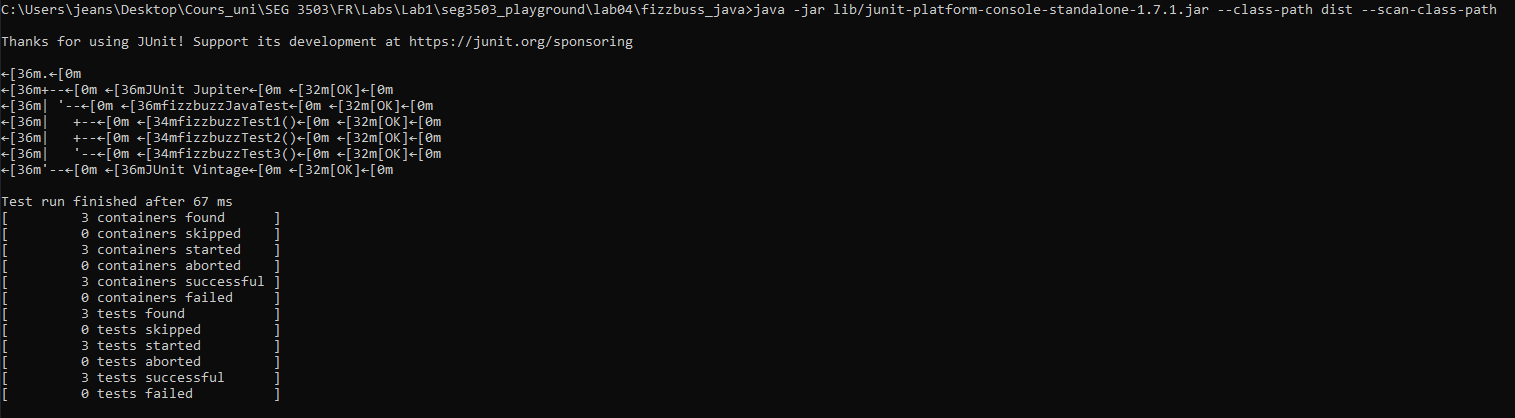 C:\Users\jeans\Desktop\Cours_uni\SEG 3503\FR\Labs\Lab1\seg3503_playground\lab04\fizzbuss_java>java -jar lib/junit-platform-console-standalone-1.7.1.jar --class-path dist --scan-class-path
Thanks for using JUnit! Support its development at https://junit.org/sponsoring
←[36m.←[0m
←[36m+--←[0m ←[36mJUnit Jupiter←[0m ←[32m[OK]←[0m
←[36m| '--←[0m ←[36mfizzbuzzJavaTest←[0m ←[32m[OK]←[0m
←[36m|   +--←[0m ←[34mfizzbuzzTest1()←[0m ←[32m[OK]←[0m
←[36m|   +--←[0m ←[34mfizzbuzzTest2()←[0m ←[32m[OK]←[0m
←[36m|   '--←[0m ←[34mfizzbuzzTest3()←[0m ←[32m[OK]←[0m
←[36m'--←[0m ←[36mJUnit Vintage←[0m ←[32m[OK]←[0m
Test run finished after 67 ms
[         3 containers found      ]
[         0 containers skipped    ]
[         3 containers started    ]
[         0 containers aborted    ]
[         3 containers successful ]
[         0 containers failed     ]
[         3 tests found           ]
[         0 tests skipped         ]
[         3 tests started         ]
[         0 tests aborted         ]
[         3 tests successful      ]
[         0 tests failed          ]